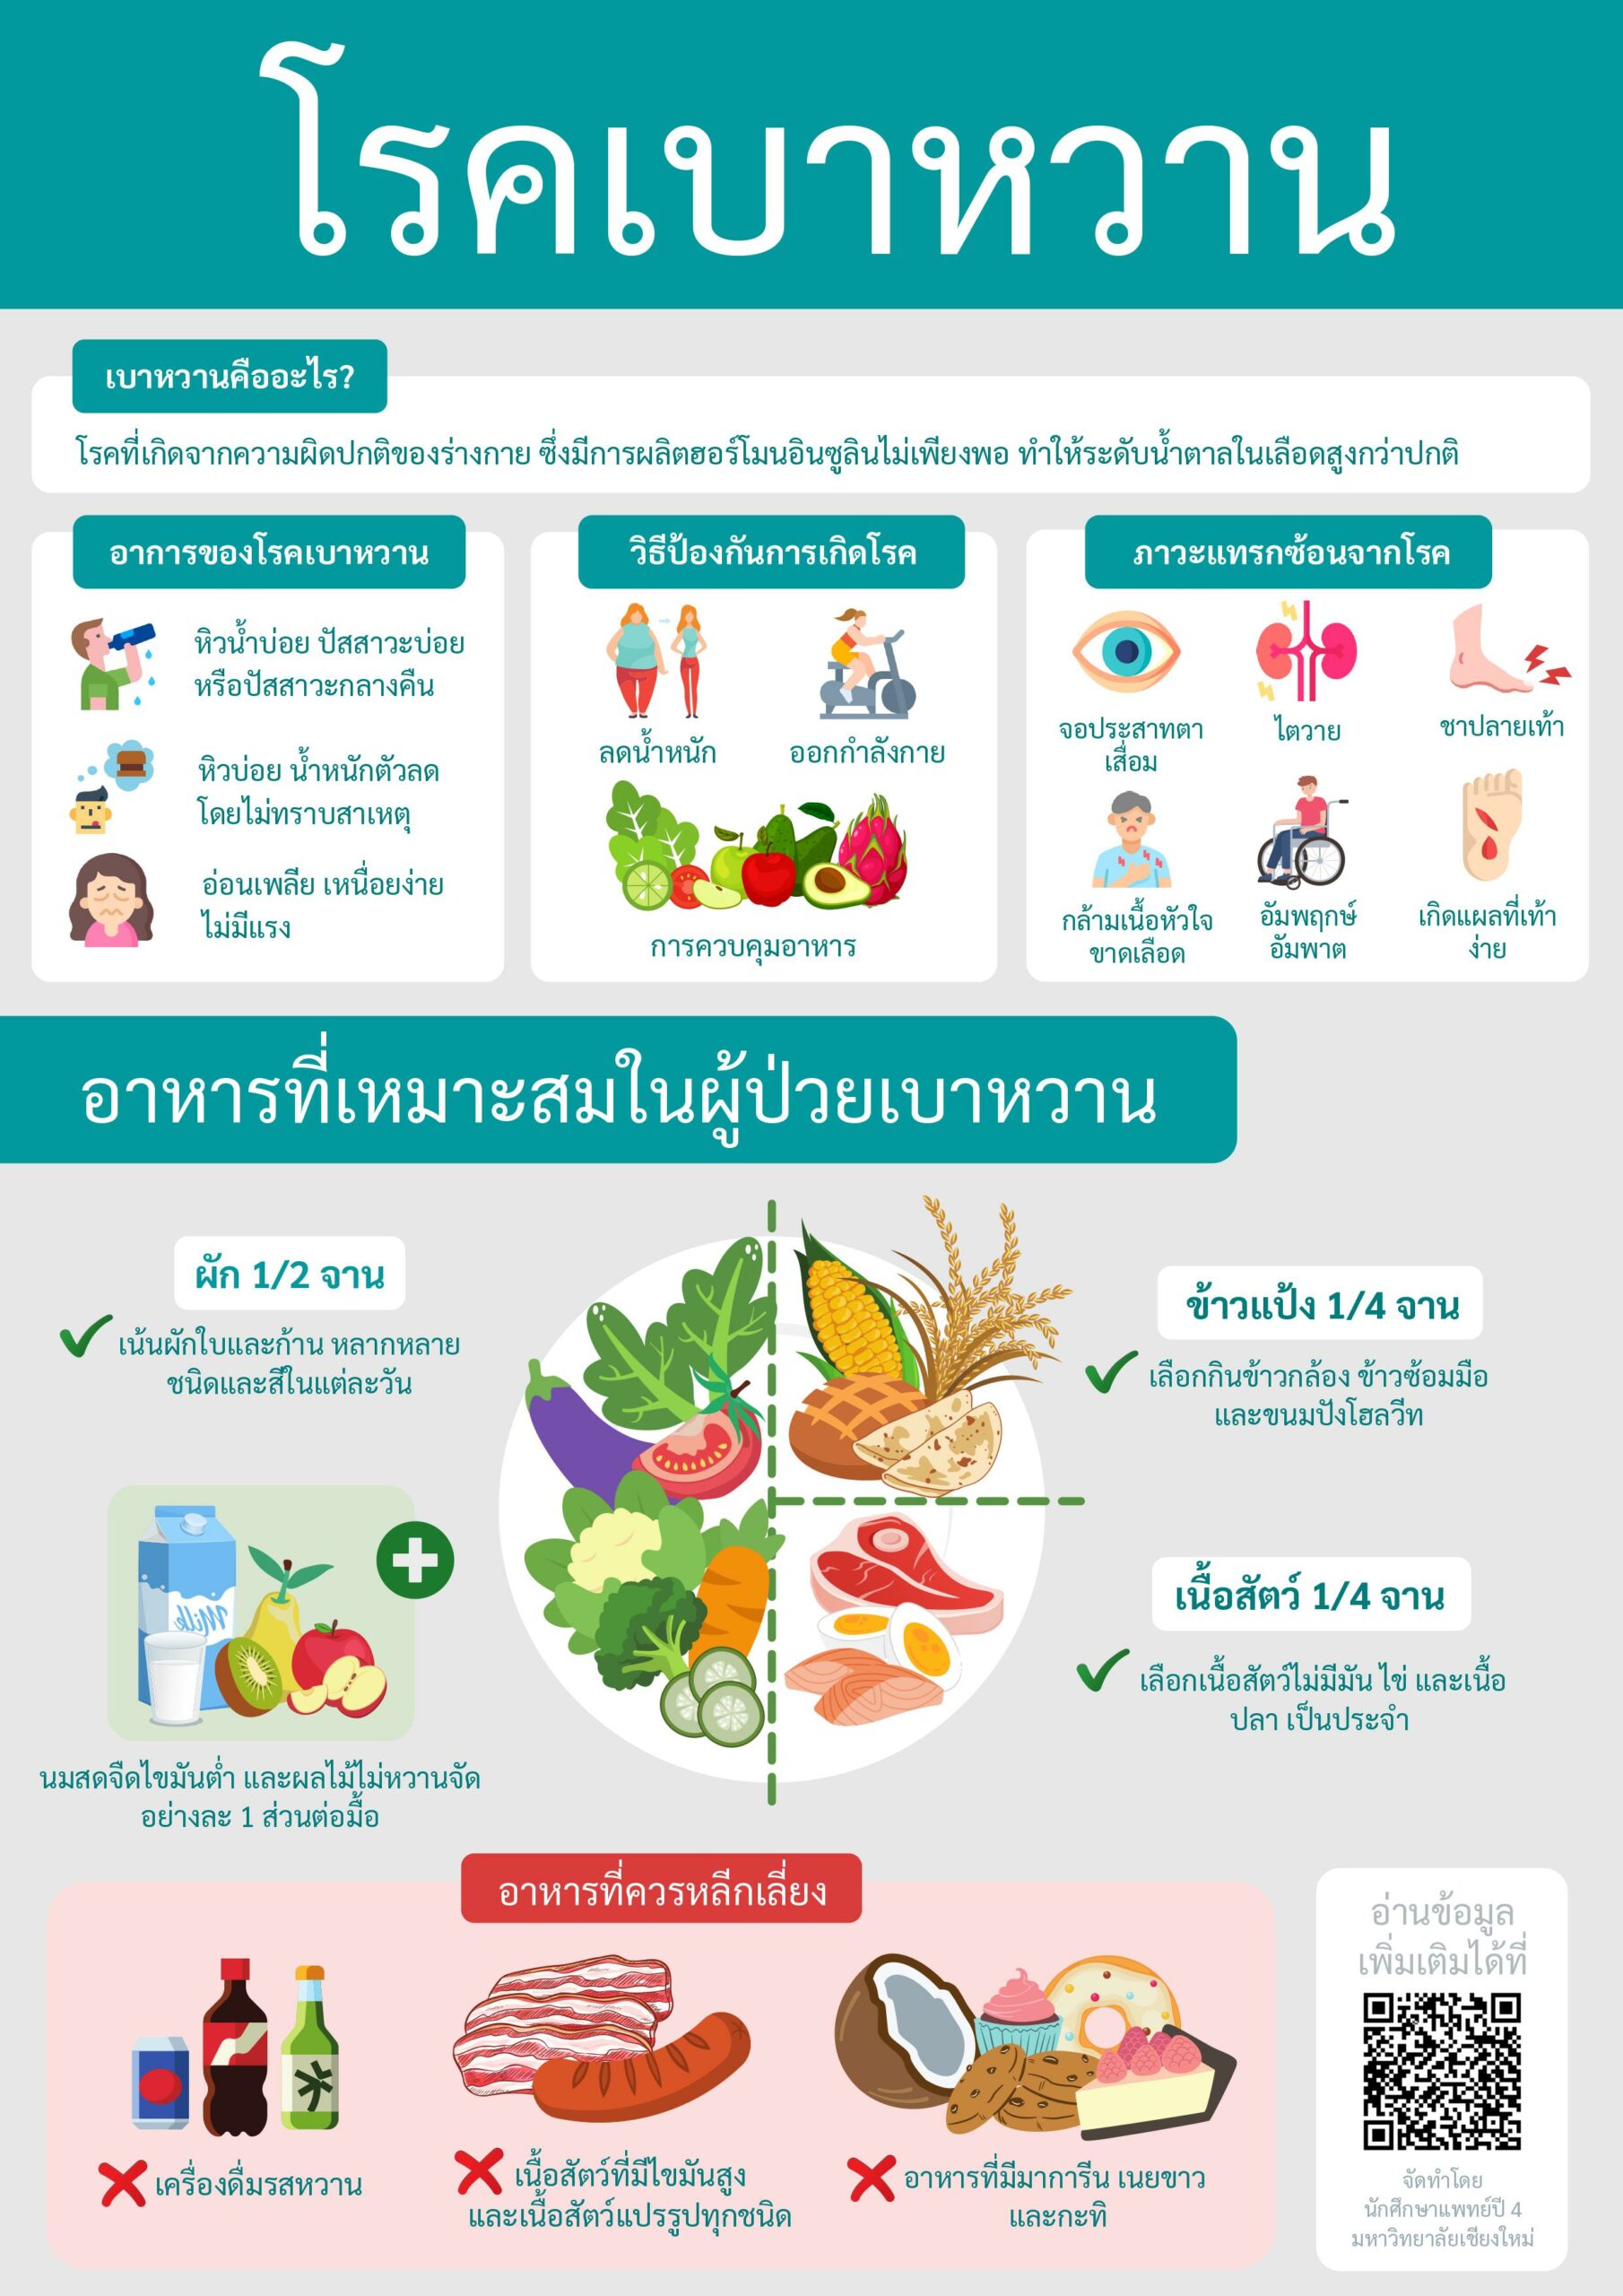 โรคเบาหวาน
เบาหวานคืออะไร?
โรคที่เกิดจากความผิดปกติของร่างกาย ซึ่งมีการผลิตฮอร์โมนอินซูลินไม่เพียงพอ ทำให้ระดับน้ำตาลในเลือดสูงกว่าปกติ
อาการของโรคเบาหวาน
หิวน้ำบ่อย ปัสสาวะบ่อย
หรือปัสสาวะกลางคืน
หิวบ่อย น้ำหนักตัวลด
โดยไม่ทราบสาเหตุ
อ่อนเพลีย เหนื่อยง่าย
ไม่มีแรง
วิธีป้องกันการเกิดโรค
ลดน้ำหนัก
ออกกำลังกาย
การควบคุมอาหาร
ภาวะแทรกซ้อนจากโรค
จอประสาทตา
เสื่อม
ไตวาย
ชาปลายเท้า
กล้ามเนื้อหัวใจ
ขาดเลือด
อัมพฤกษ์
อัมพาต
เกิดแผลที่เท้า
ง่าย
อาหารที่เหมาะสมในผู้ป่วยเบาหวาน
ผัก 1/2 จาน
เน้นผักใบและก้าน หลากหลาย
ชนิดและสีในแต่ละวัน
ข้าวแป้ง 1/4 จาน
เลือกกินข้าวกล้อง ข้าวซ้อมมือ
และขนมปังโฮลวีท
Milk
นมสดจืดไขมันต่ำ และผลไม้ไม่หวานจัด
อย่างละ 1 ส่วนต่อมื้อ
เนื้อสัตว์ 1/4 จาน
เลือกเนื้อสัตว์ไม่มีมัน ไข่ และเนื้อ
ปลา เป็นประจำ
อาหารที่ควรหลีกเลี่ยง
เครื่องดื่มรสหวาน
เนื้อสัตว์ที่มีไขมันสูง
และเนื้อสัตว์แปรรูปทุกชนิด
อาหารที่มีมาการีน เนยขาว
และกะทิ
อ่านข้อมูล
เพิ่มเติมได้ที่
จัดทำโดย
นักศึกษาแพทย์ปี 4
มหาวิทยาลัยเชียงใหม่